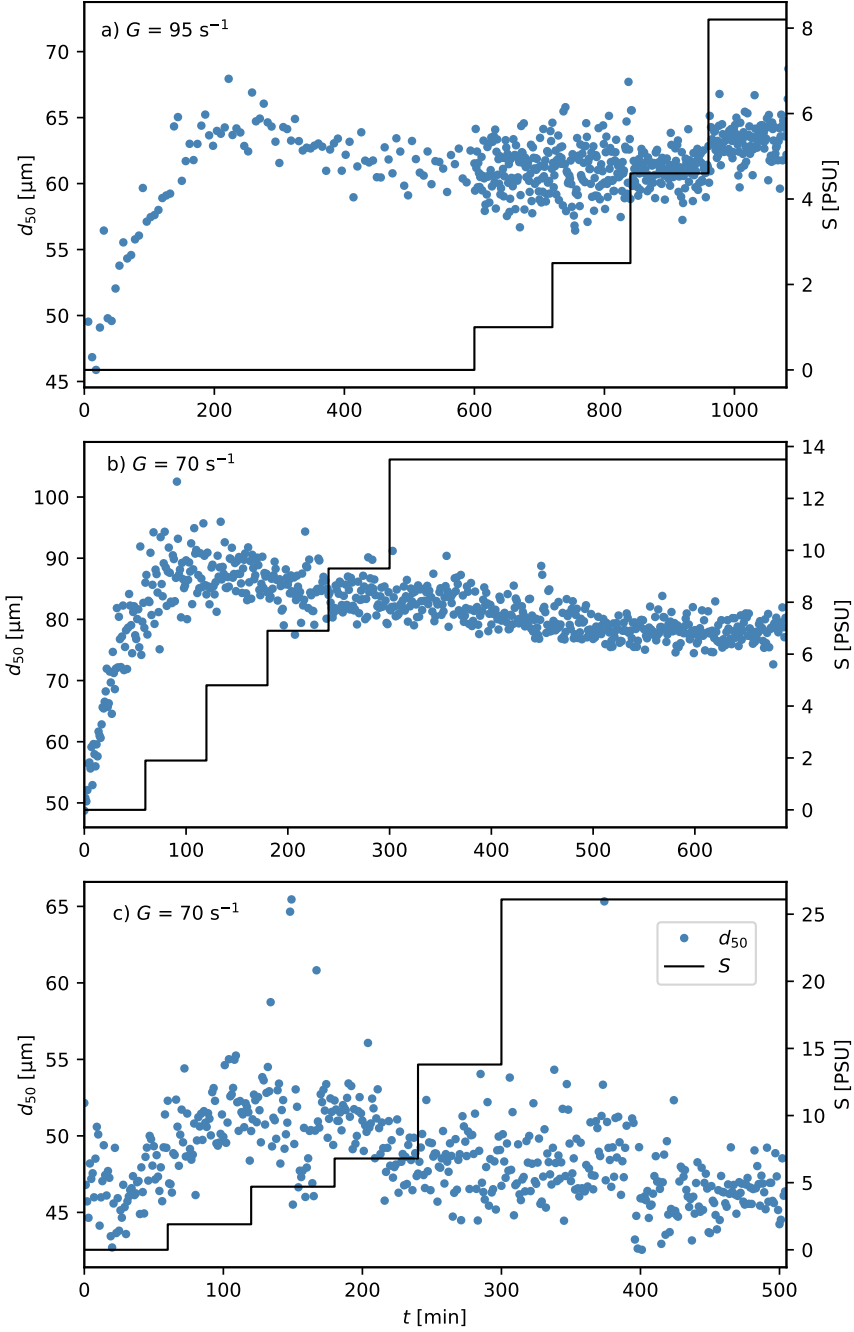 a) G = 95 s⁻¹
70
65
60
55
50
45
d₅₀ [µm]
8
6
4
2
0
S [PSU]
0 200 400 600 800 1000
b) G = 70 s⁻¹
100
90
80
70
60
50
d₅₀ [µm]
14
12
10
8
6
4
2
0
S [PSU]
0 100 200 300 400 500 600
c) G = 70 s⁻¹
65
60
55
50
45
d₅₀ [µm]
d₅₀
S
25
20
15
10
5
0
S [PSU]
0 100 200 300 400 500
t [min]